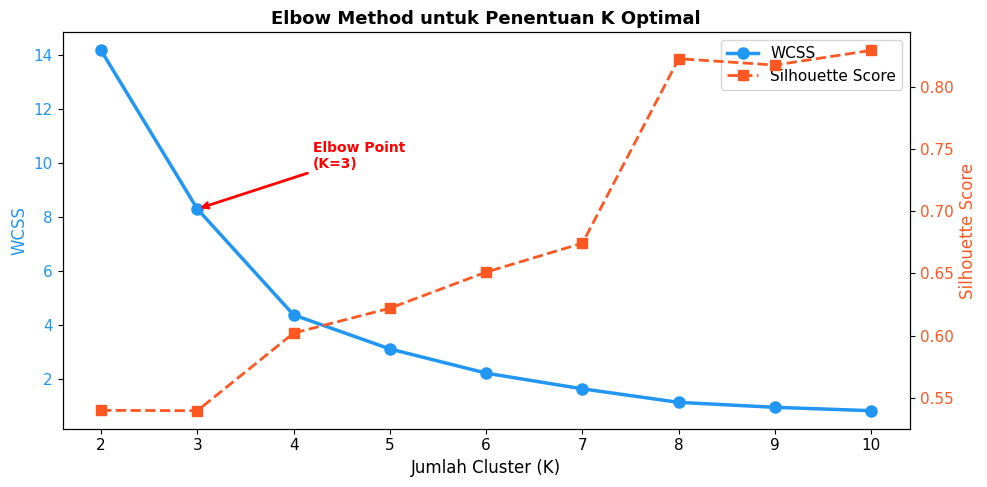 Elbow Method untuk Penentuan K Optimal
WCSS
Silhouette Score
Elbow Point
(K=3)
14
12
10
8
6
4
2
WCSS
0.80
0.75
0.70
0.65
0.60
0.55
Silhouette Score
2 3 4 5 6 7 8 9 10
Jumlah Cluster (K)